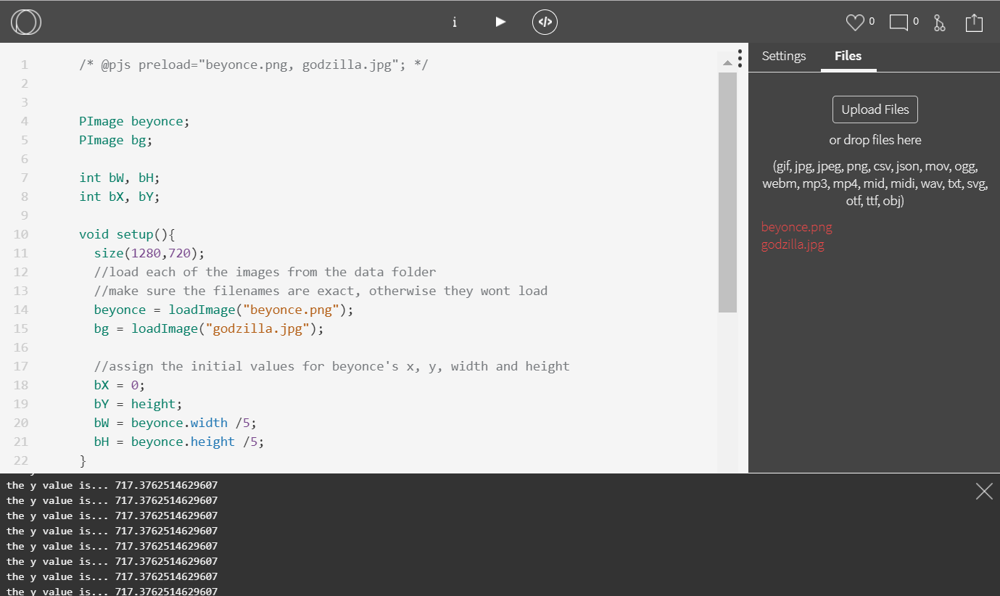 i </> 0 0
Settings Files
1 /* @pjs preload="beyonce.png, godzilla.jpg"; */
2
3
4 PImage beyonce;
5 PImage bg;
6
7 int bW, bH;
8 int bX, bY;
9
10 void setup(){
11 size(1280,720);
12 //load each of the images from the data folder
13 //make sure the filenames are exact, otherwise they wont load
14 beyonce = loadImage("beyonce.png");
15 bg = loadImage("godzilla.jpg");
16
17 //assign the initial values for beyonce's x, y, width and height
18 bX = 0;
19 bY = height;
20 bW = beyonce.width /5;
21 bH = beyonce.height /5;
22 }
Upload Files
or drop files here
(gif, jpg, jpeg, png, csv, json, mov, ogg,
webm, mp3, mp4, mid, midi, wav, txt, svg,
otf, ttf, obj)
beyonce.png
godzilla.jpg
the y value is... 717.3762514629607
the y value is... 717.3762514629607
the y value is... 717.3762514629607
the y value is... 717.3762514629607
the y value is... 717.3762514629607
the y value is... 717.3762514629607
the y value is... 717.3762514629607
the y value is... 717.3762514629607